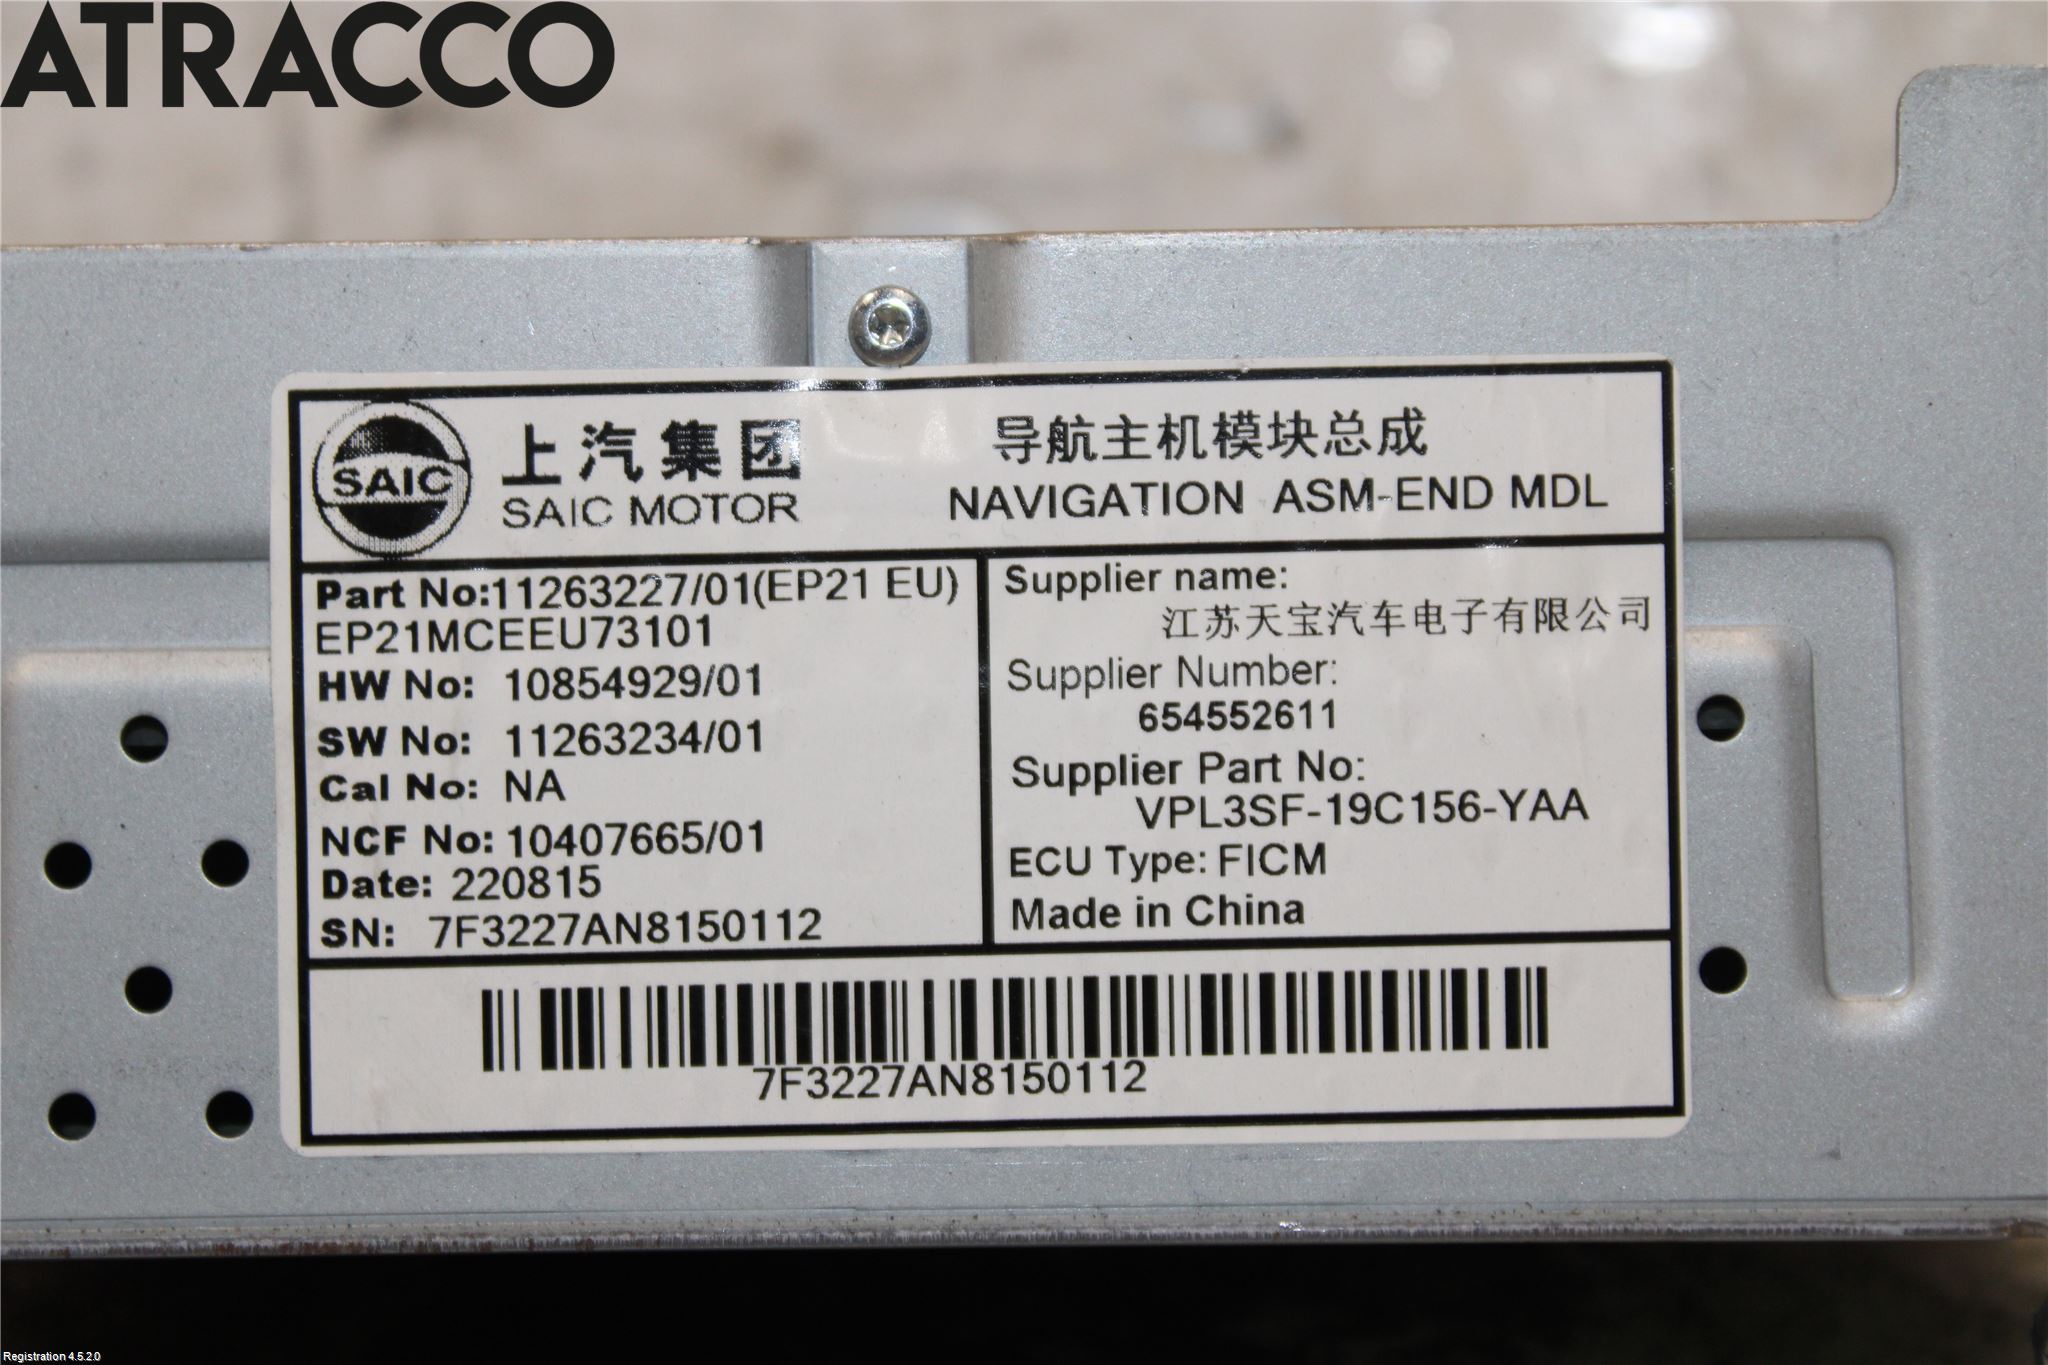 ATRACCO
SAIC
上汽集团
SAIC MOTOR
导航主机模块总成
NAVIGATION ASM-END MDL
Part No:11263227/01(EP21 EU)
EP21MCEEU73101
HW No: 10854929/01
SW No: 11263234/01
Cal No: NA
NCF No: 10407665/01
Date: 220815
SN: 7F3227AN8150112
Supplier name:
江苏天宝汽车电子有限公司
Supplier Number:
654552611
Supplier Part No:
VPL3SF-19C156-YAA
ECU Type: FICM
Made in China
7F3227AN8150112
Registration 4.5.2.0